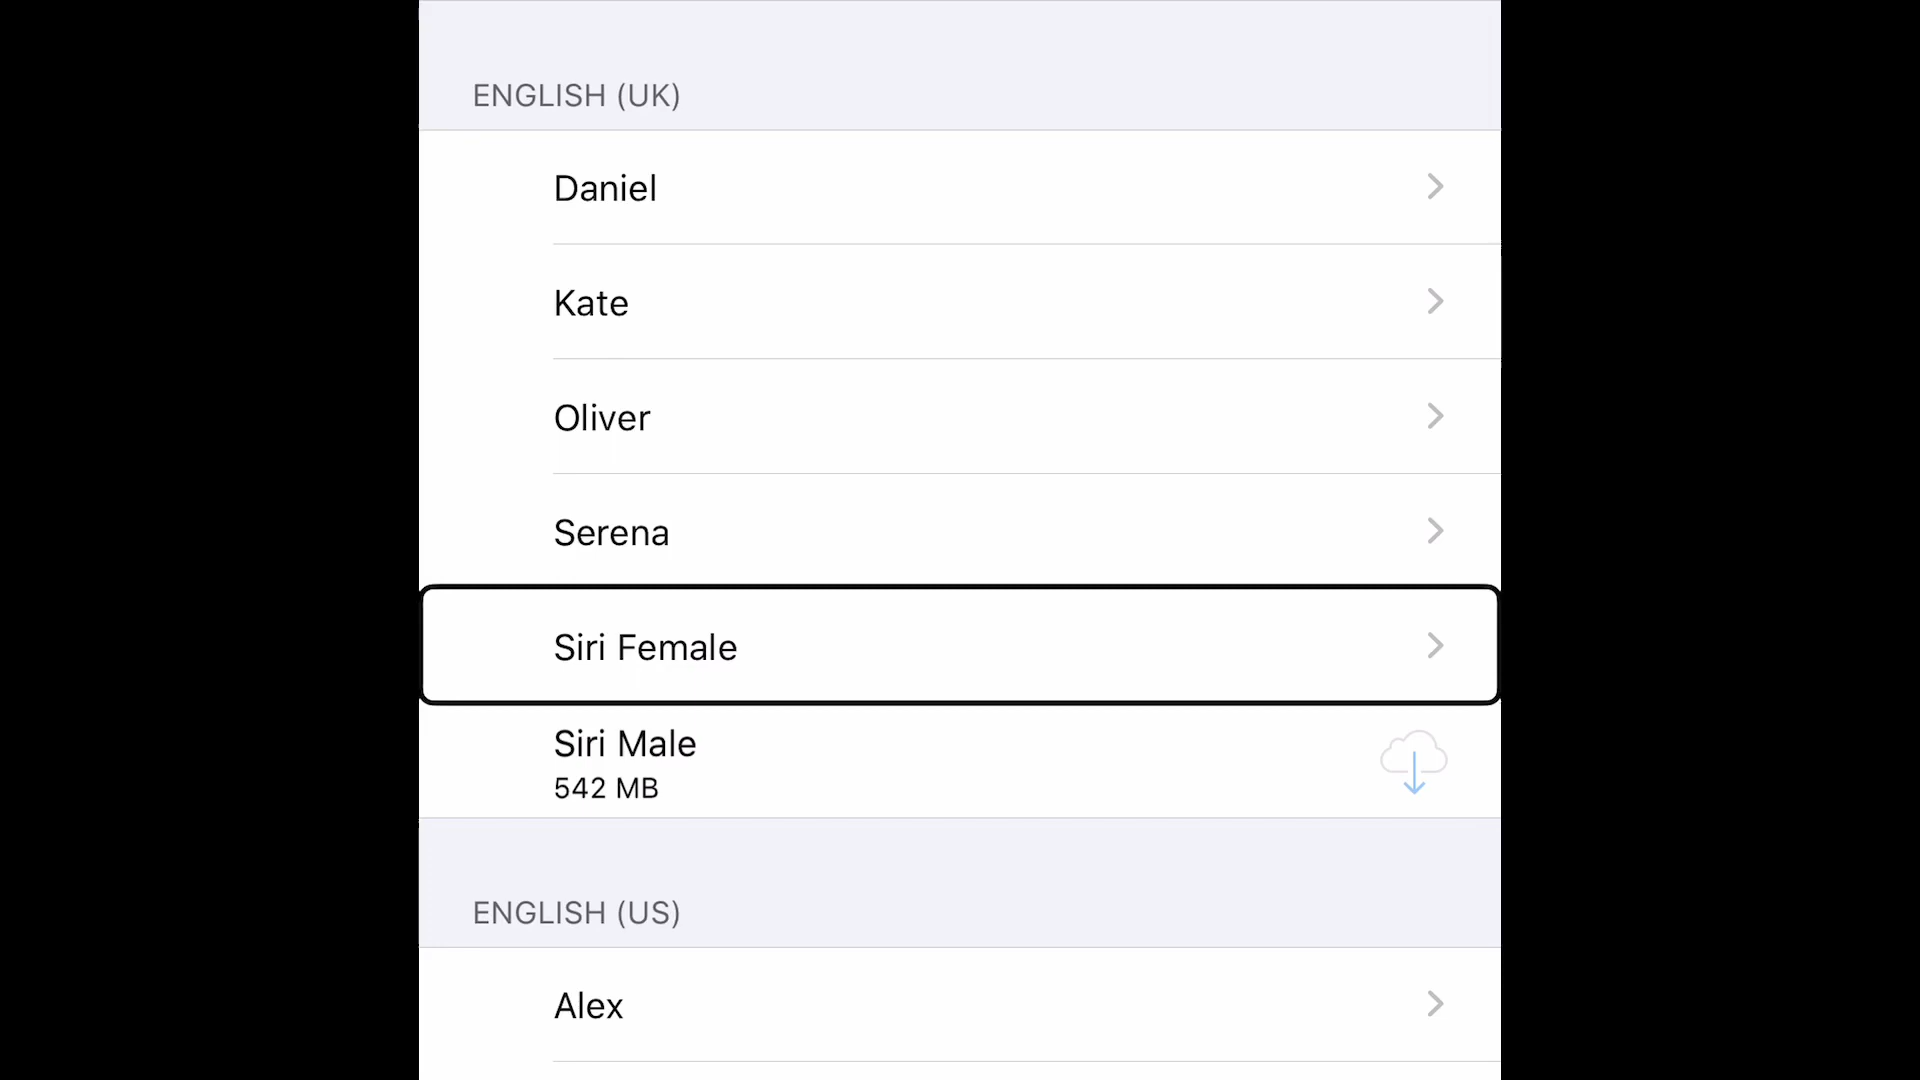 ENGLISH (UK)
Daniel
Kate
Oliver
Serena
Siri Female
Siri Male
542 MB
ENGLISH (US)
Alex